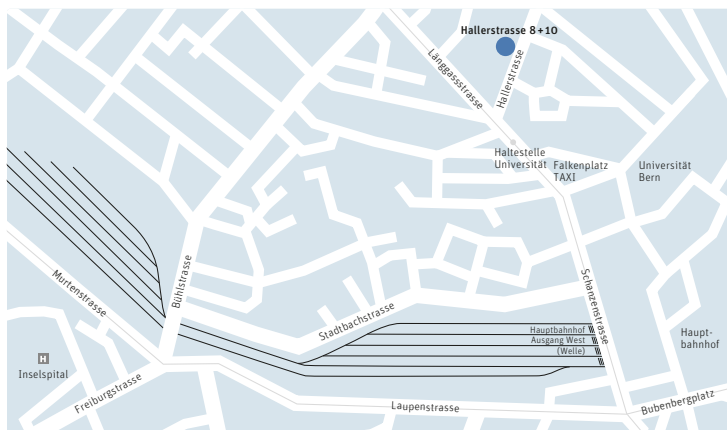 Hallerstrasse 8+10
Länggassstrasse
Hallerstrasse
Haltestelle
Universität
Falkenplatz
TAXI
Universität
Bern
Bühlstrasse
Murtenstrasse
Schanzenstrasse
Stadtbachstrasse
Hauptbahnhof
Ausgang West
(Welle)
Haupt-
bahnhof
H
Inselspital
Freiburgstrasse
Laupenstrasse
Bubenbergplatz